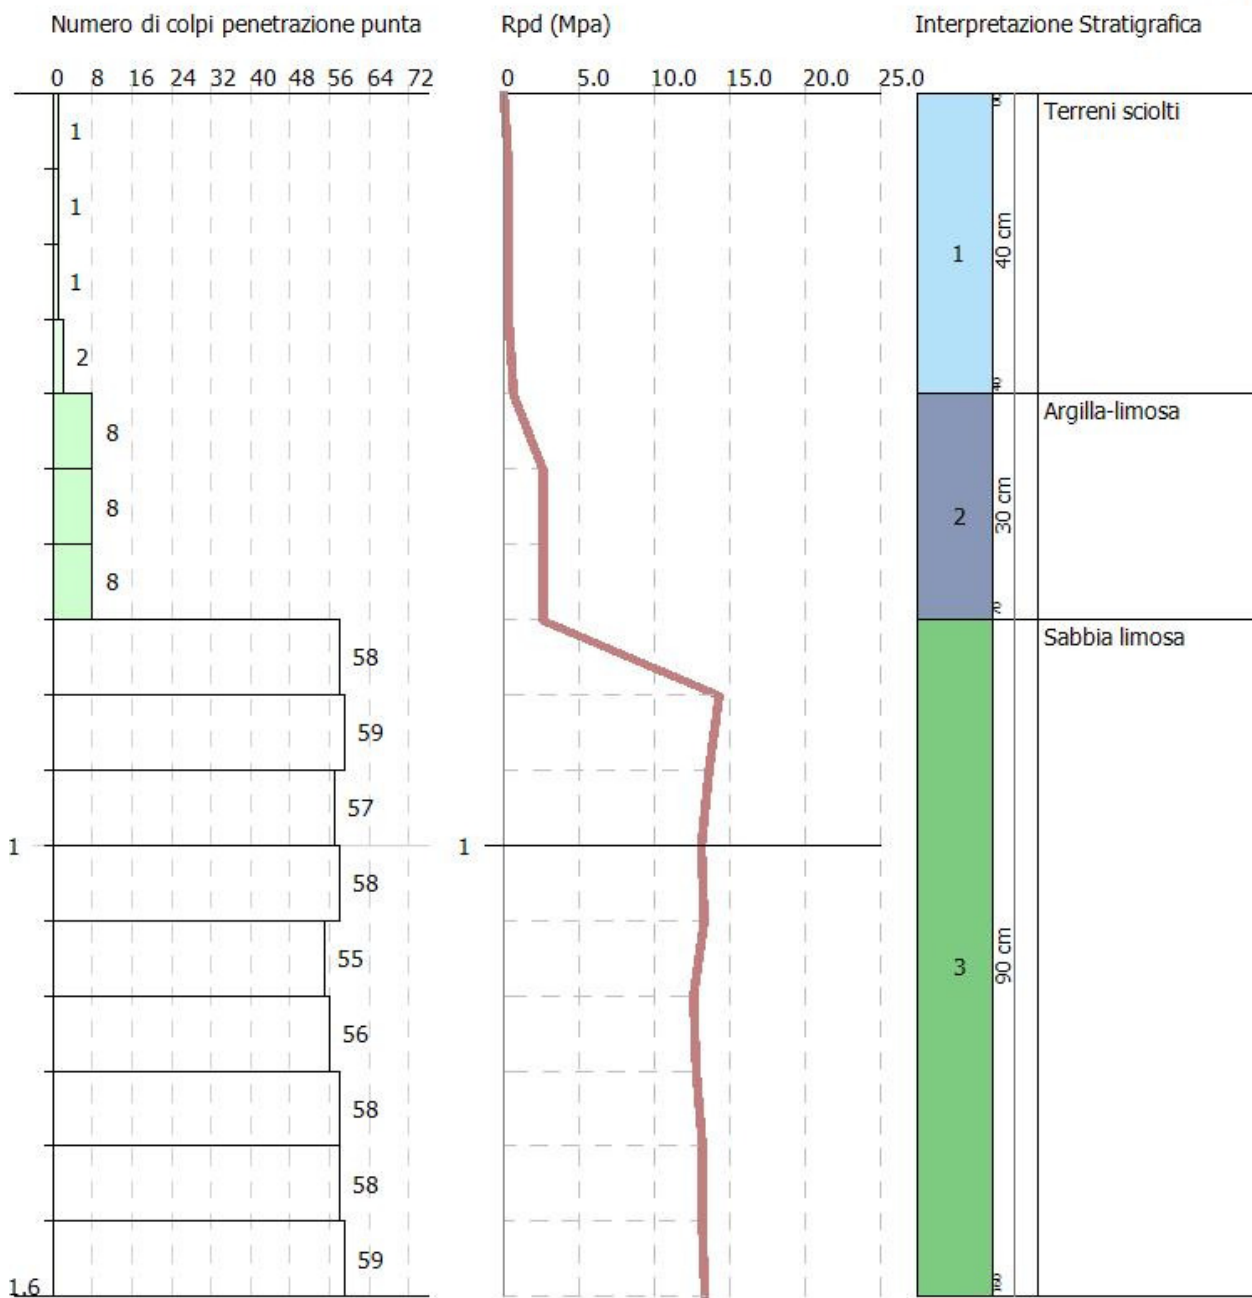 Numero di colpi penetrazione punta
Rpd (Mpa)
Interpretazione Stratigrafica
0 8 16 24 32 40 48 56 64 72
0 5.0 10.0 15.0 20.0 25.0
1
1
1
2
8
8
8
58
59
57
58
55
56
58
58
59
1
1.6
1
1
40 cm
40
Terreni sciolti
2
30 cm
70
Argilla-limosa
3
90 cm
160
Sabbia limosa